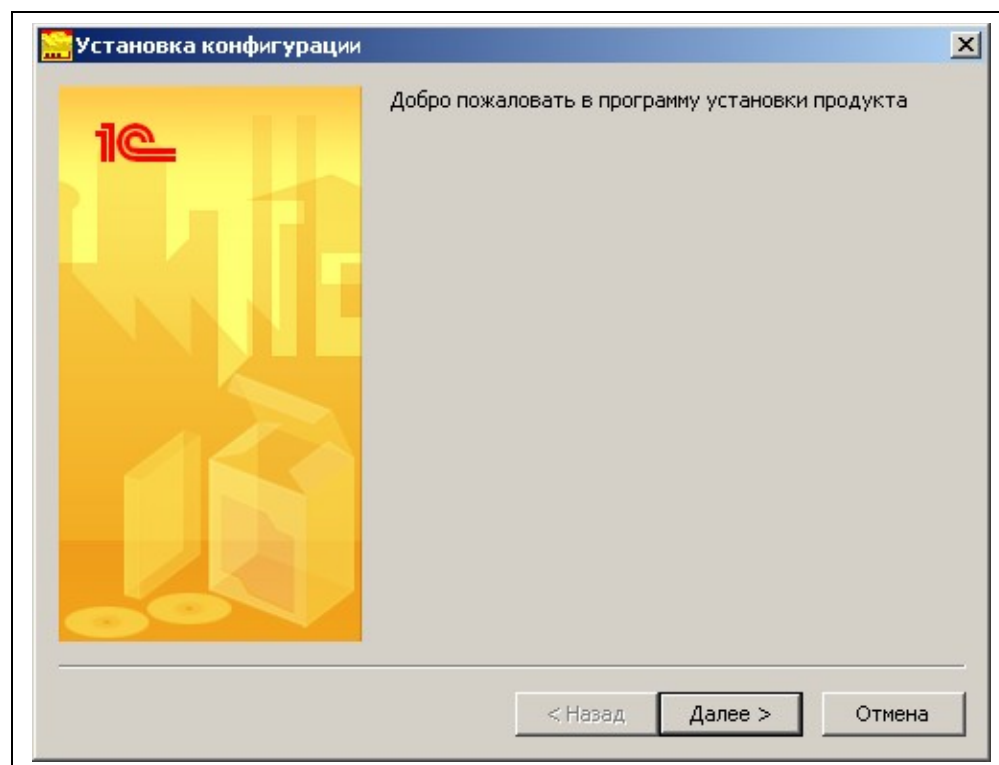 Установка конфигурации
Добро пожаловать в программу установки продукта
1С
< Назад
Далее >
Отмена